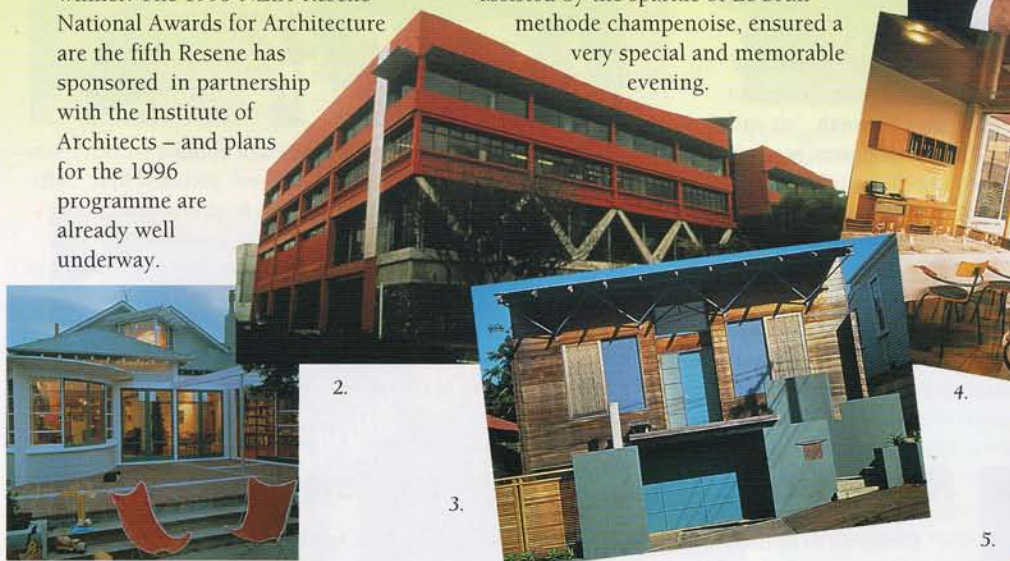 National Awards for Architecture
are the fifth Resene has
sponsored in partnership
with the Institute of
Architects – and plans
for the 1996
programme are
already well
underway.
methode champenoise, ensured a
very special and memorable
evening.
2.
3.
4.
5.